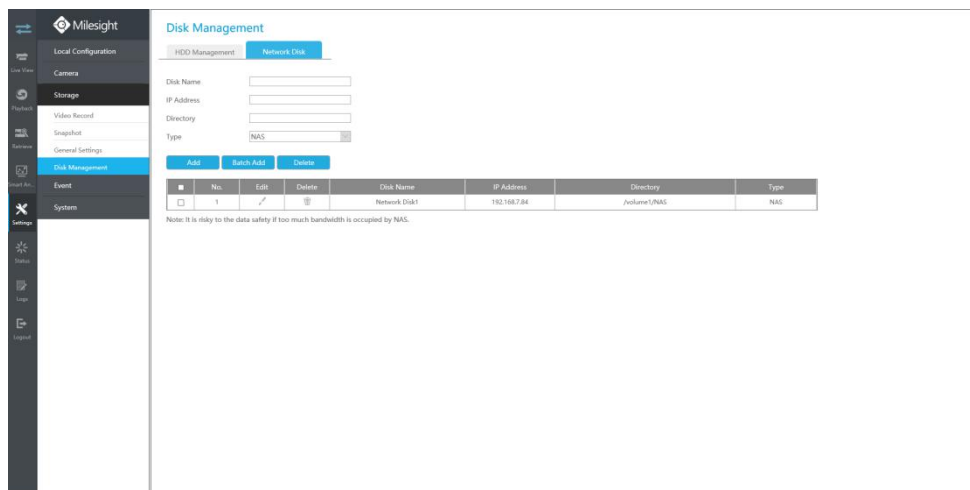 Milesight
Local Configuration
Camera
Storage
Video Record
Snapshot
General Settings
Disk Management
Event
System
Live View
Playback
Retrieve
Smart An...
Settings
Status
Logs
Logout
Disk Management
HDD Management Network Disk
Disk Name
IP Address
Directory
Type NAS
Add Batch Add Delete
No. Edit Delete Disk Name IP Address Directory Type
1 Network Disk1 192.168.7.84 /volume1/NAS NAS
Note: It is risky to the data safety if too much bandwidth is occupied by NAS.